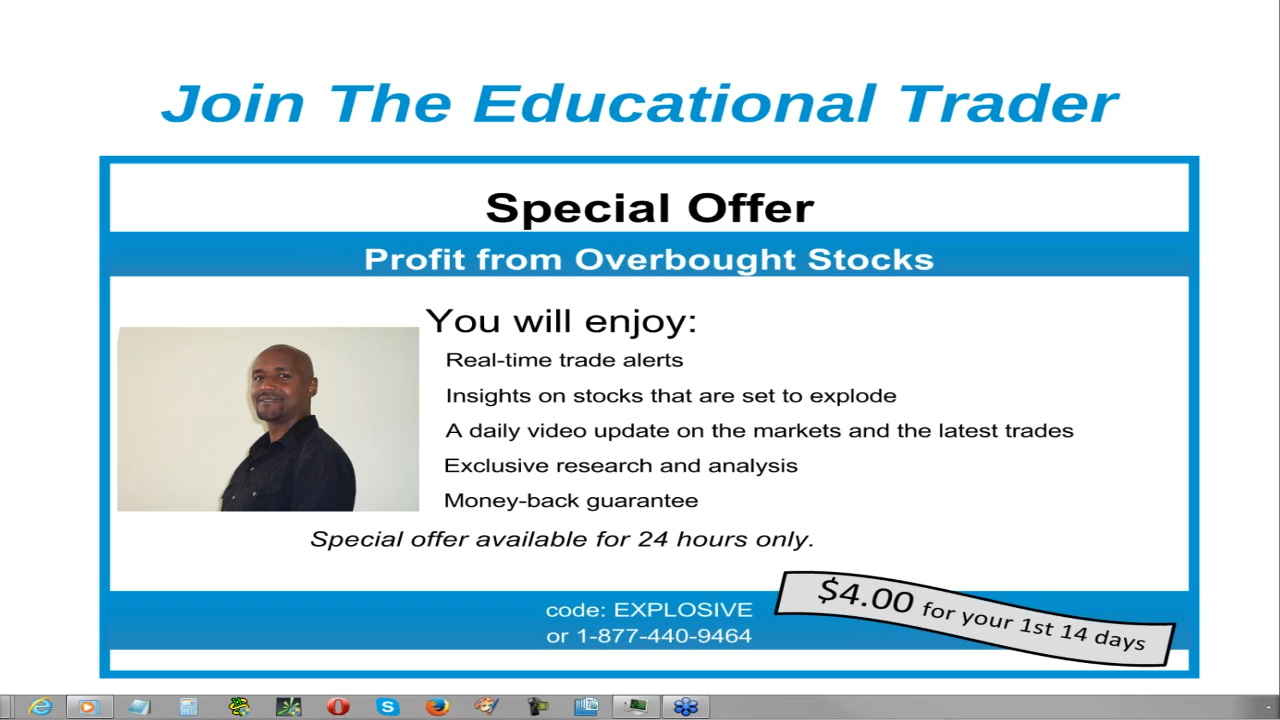 Join The Educational Trader
Special Offer
Profit from Overbought Stocks
You will enjoy:
Real-time trade alerts
Insights on stocks that are set to explode
A daily video update on the markets and the latest trades
Exclusive research and analysis
Money-back guarantee
Special offer available for 24 hours only.
code: EXPLOSIVE
or 1-877-440-9464
$4.00 for your 1st 14 days